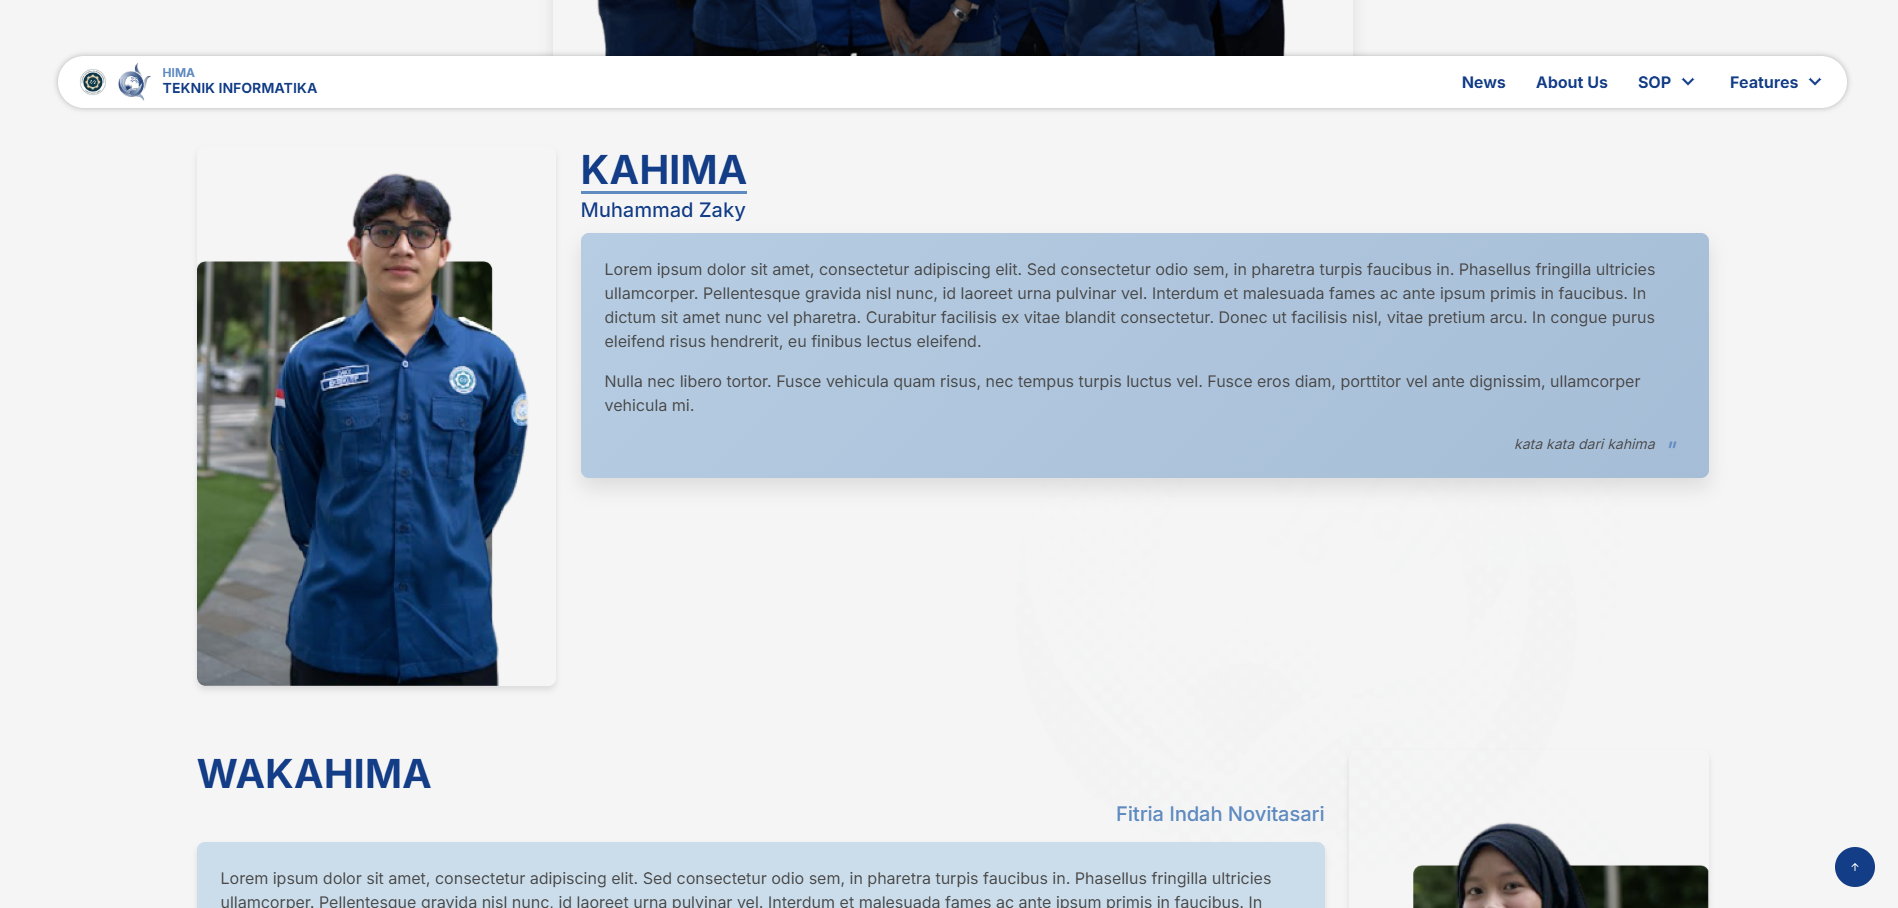 HIMA
TEKNIK INFORMATIKA
News
About Us
SOP
Features
KAHIMA
Muhammad Zaky
Lorem ipsum dolor sit amet, consectetur adipiscing elit. Sed consectetur odio sem, in pharetra turpis faucibus in. Phasellus fringilla ultricies
ullamcorper. Pellentesque gravida nisl nunc, id laoreet urna pulvinar vel. Interdum et malesuada fames ac ante ipsum primis in faucibus. In
dictum sit amet nunc vel pharetra. Curabitur facilisis ex vitae blandit consectetur. Donec ut facilisis nisl, vitae pretium arcu. In congue purus
eleifend risus hendrerit, eu finibus lectus eleifend.
Nulla nec libero tortor. Fusce vehicula quam risus, nec tempus turpis luctus vel. Fusce eros diam, porttitor vel ante dignissim, ullamcorper
vehicula mi.
kata kata dari kahima "
WAKAHIMA
Fitria Indah Novitasari
Lorem ipsum dolor sit amet, consectetur adipiscing elit. Sed consectetur odio sem, in pharetra turpis faucibus in. Phasellus fringilla ultricies
ullamcorper. Pellentesque gravida nisl nunc, id laoreet urna pulvinar vel. Interdum et malesuada fames ac ante ipsum primis in faucibus. In